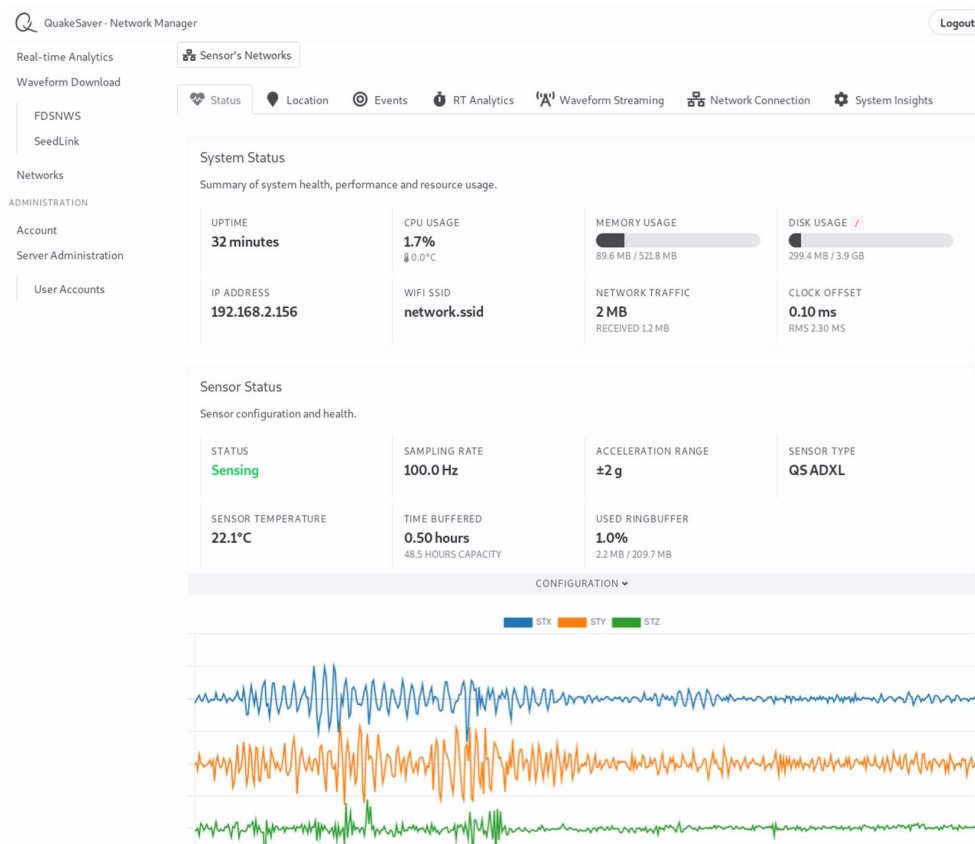 QuakeSaver · Network Manager
Logout
Real-time Analytics
Waveform Download
FDSNWS
SeedLink
Networks
ADMINISTRATION
Account
Server Administration
User Accounts
Sensor's Networks
Status
Location
Events
RT Analytics
Waveform Streaming
Network Connection
System Insights
System Status
Summary of system health, performance and resource usage.
UPTIME
32 minutes
CPU USAGE
1.7%
0.0°C
MEMORY USAGE
89.6 MB / 521.8 MB
DISK USAGE /
299.4 MB / 3.9 GB
IP ADDRESS
192.168.2.156
WIFI SSID
network.ssid
NETWORK TRAFFIC
2 MB
RECEIVED 1.2 MB
CLOCK OFFSET
0.10 ms
RMS 2.30 MS
Sensor Status
Sensor configuration and health.
STATUS
Sensing
SAMPLING RATE
100.0 Hz
ACCELERATION RANGE
±2 g
SENSOR TYPE
QS ADXL
SENSOR TEMPERATURE
22.1°C
TIME BUFFERED
0.50 hours
48.5 HOURS CAPACITY
USED RINGBUFFER
1.0%
2.2 MB / 209.7 MB
CONFIGURATION
STX STY STZ